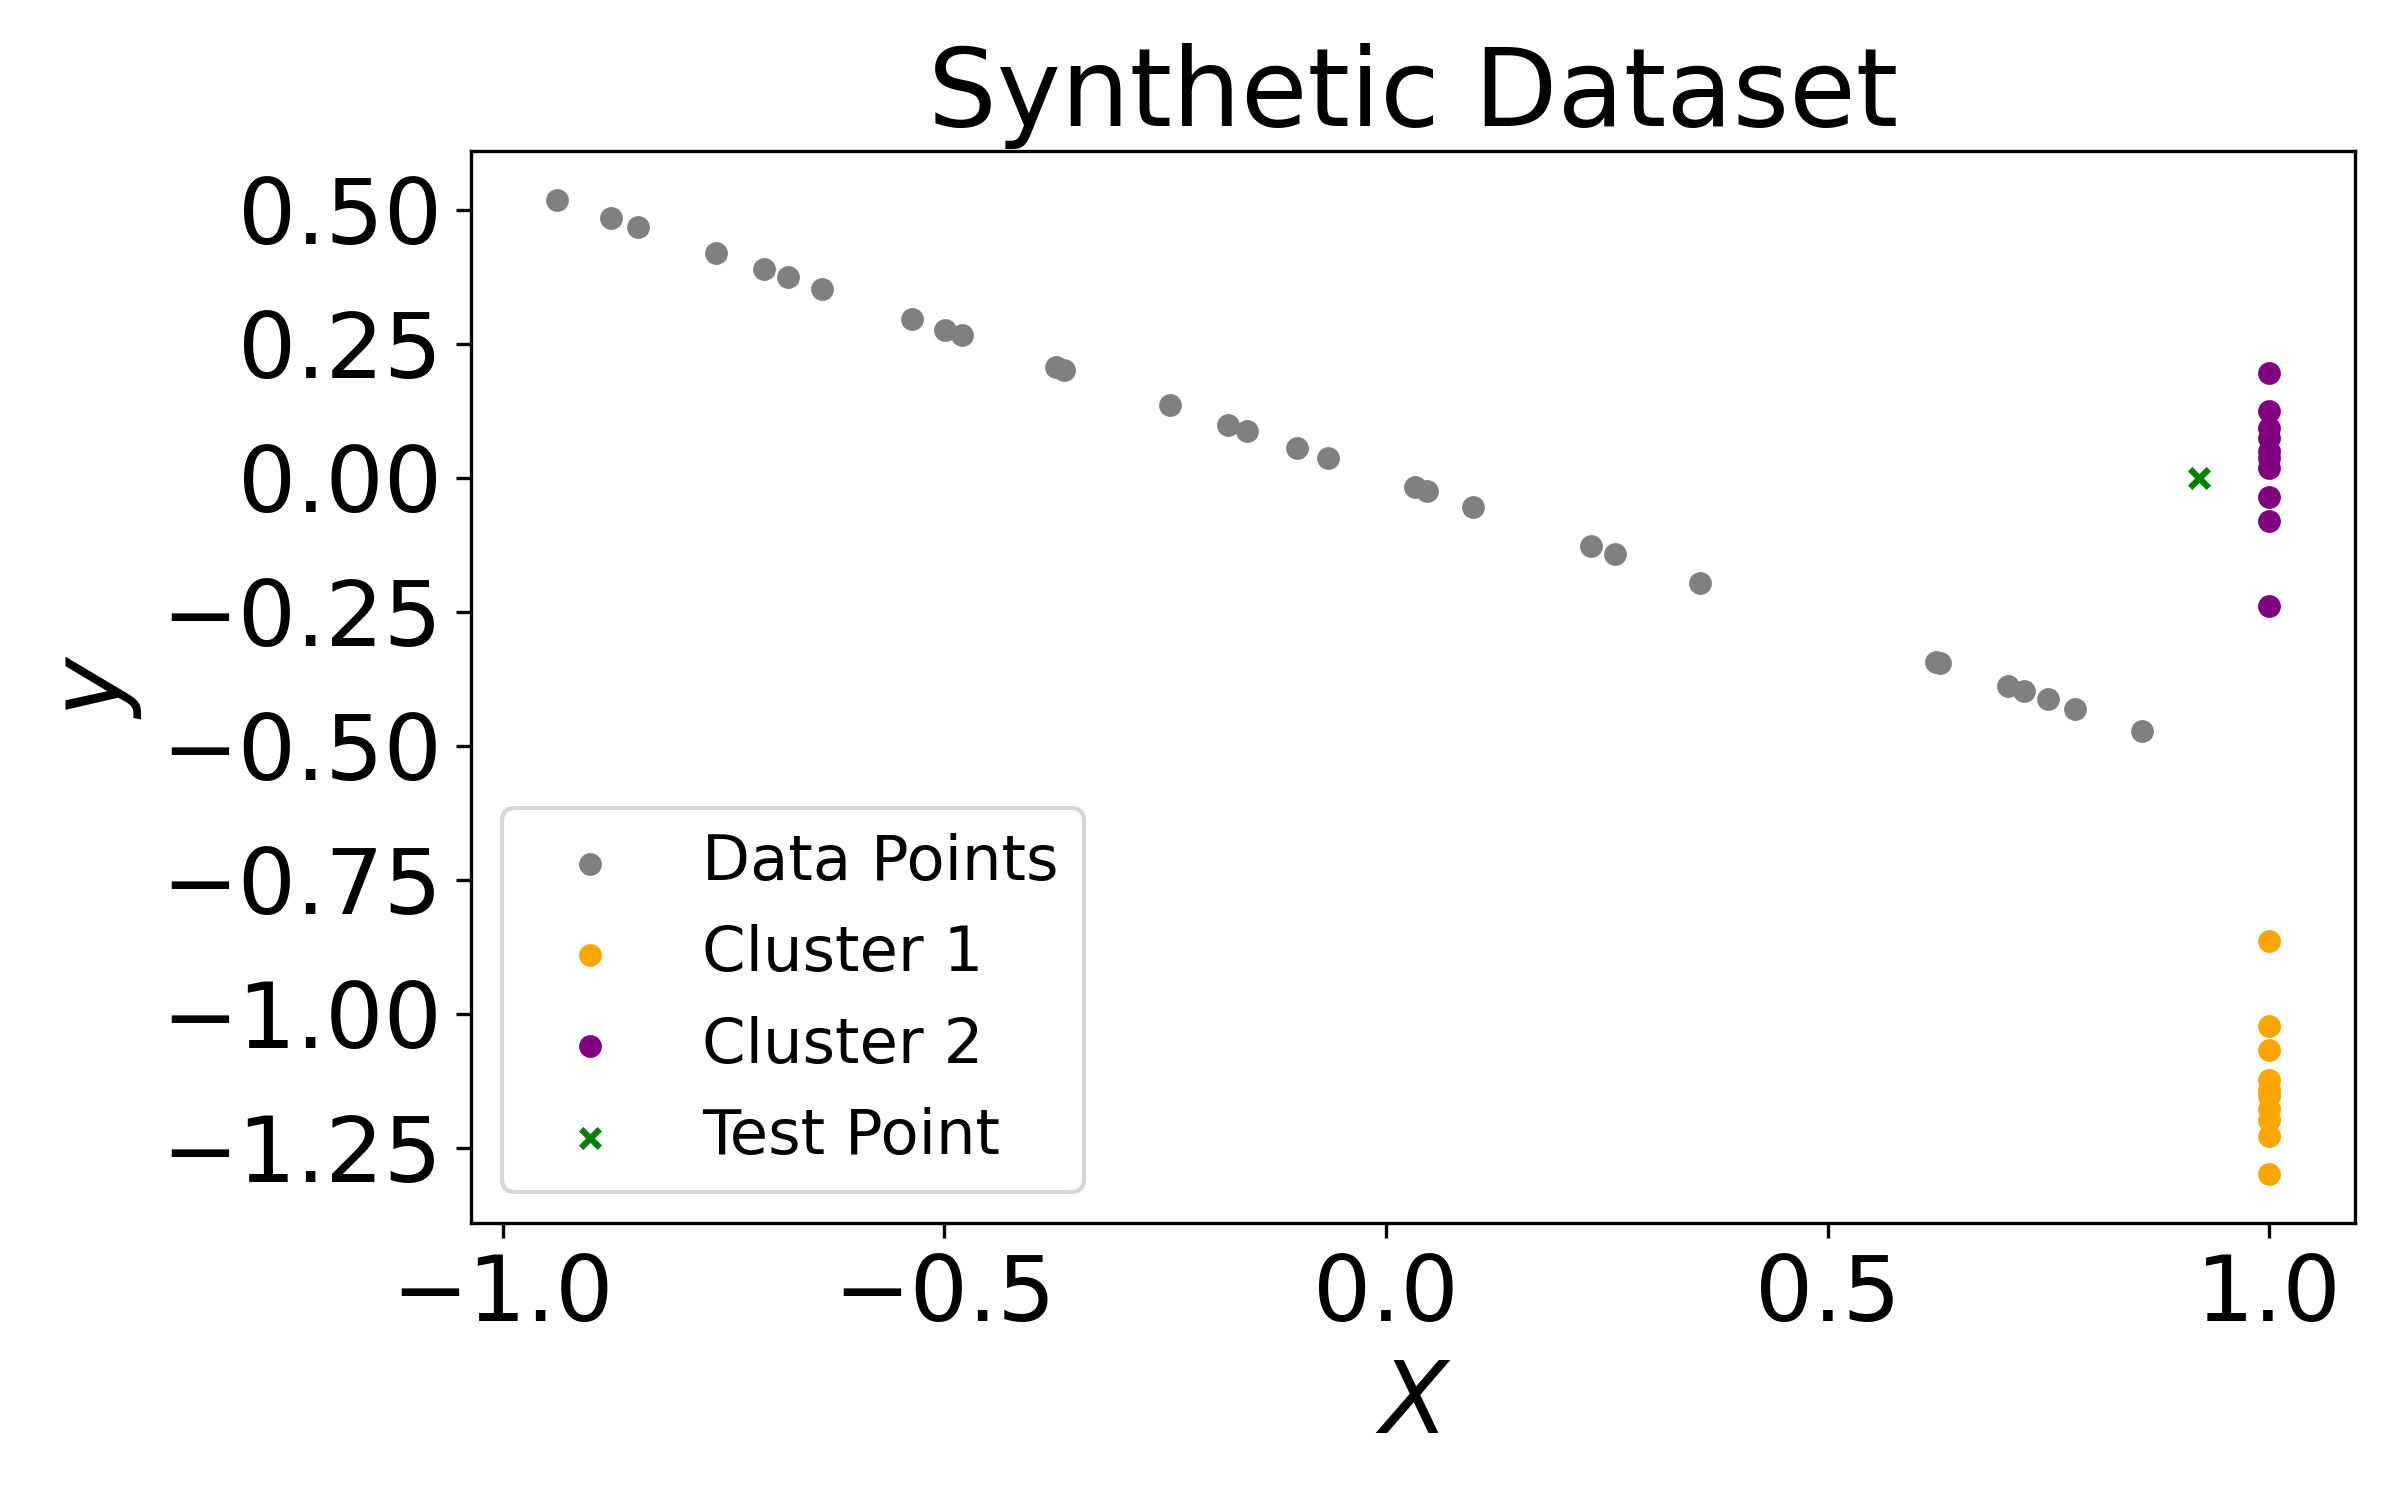 Synthetic Dataset
0.50
0.25
0.00
−0.25
−0.50
−0.75
−1.00
−1.25
y
Data Points
Cluster 1
Cluster 2
Test Point
−1.0 −0.5 0.0 0.5 1.0
X